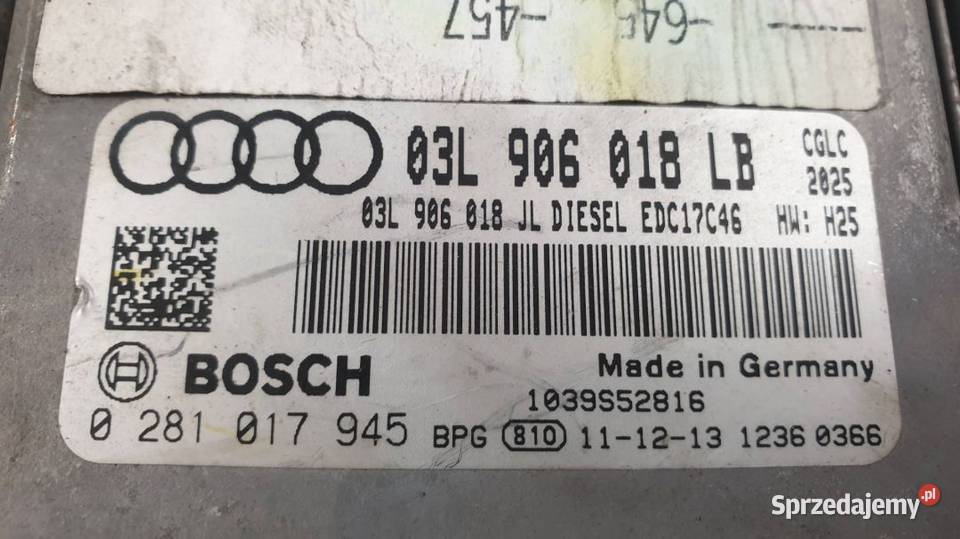 -457 -645
03L 906 018 LB CGLC
2025
03L 906 018 JL DIESEL EDC17C46 HW: H25
BOSCH Made in Germany
1039S52816
0 281 017 945 BPG 810 11-12-13 1236 0366
Sprzedajemy.pl